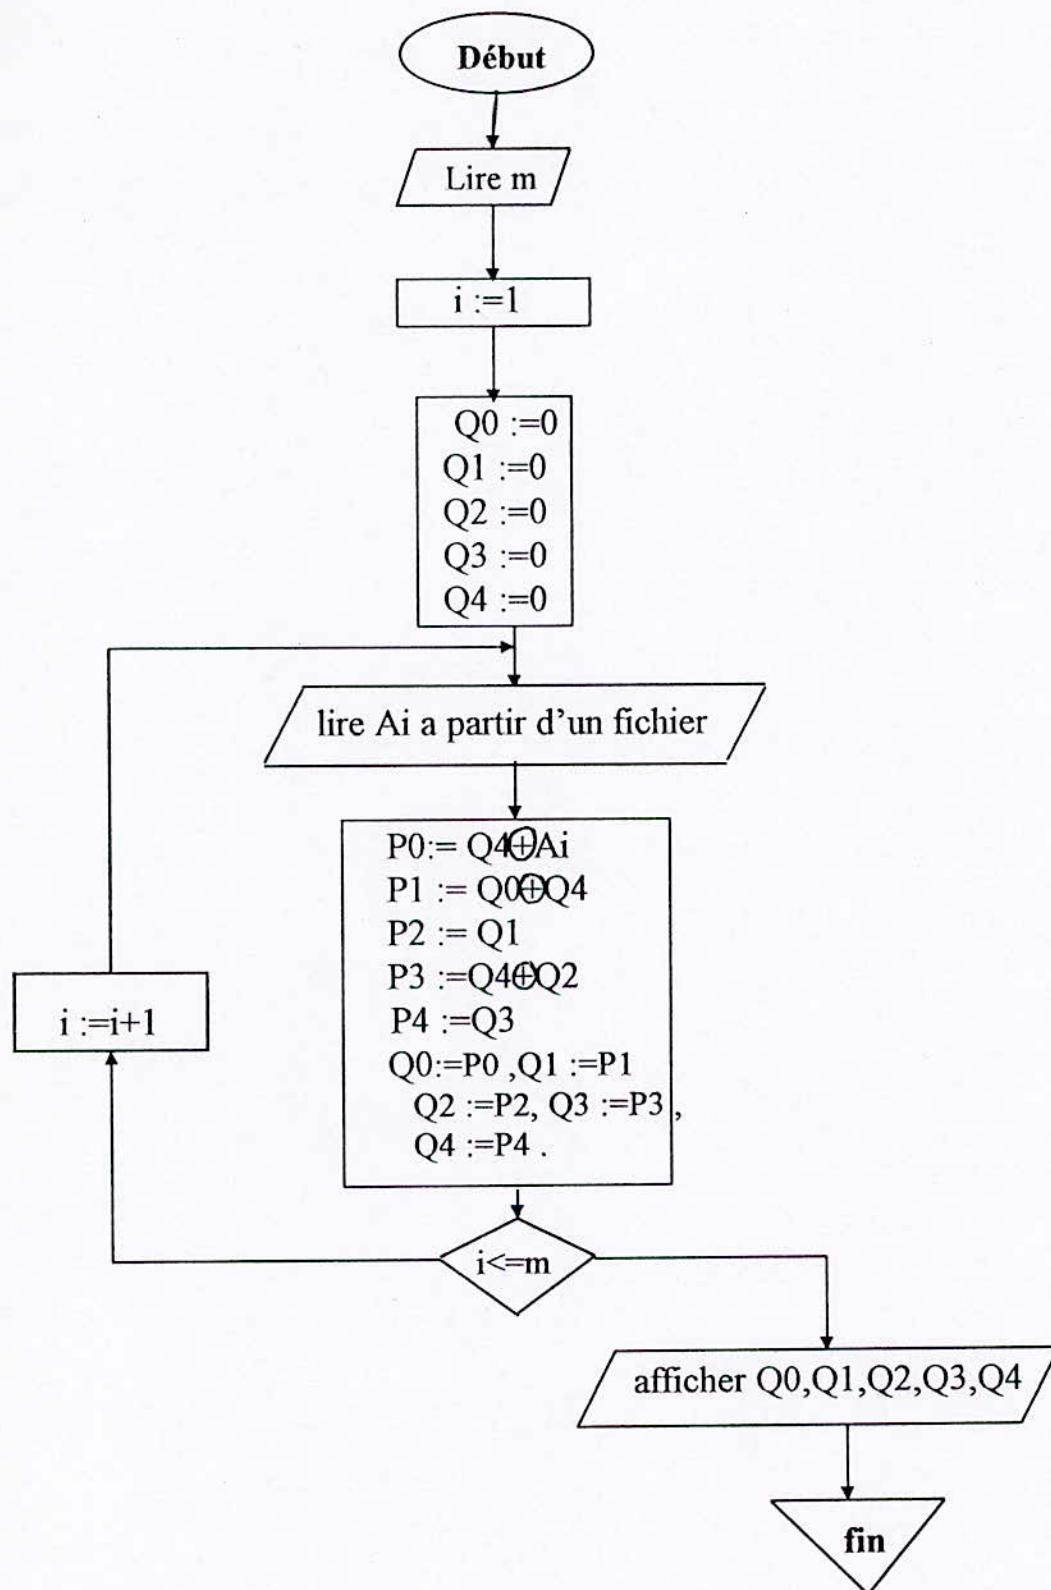 Début
Lire m
i :=1
Q0 :=0
Q1 :=0
Q2 :=0
Q3 :=0
Q4 :=0
lire Ai a partir d'un fichier
P0:= Q4⊕Ai
P1 := Q0⊕Q4
P2 := Q1
P3 :=Q4⊕Q2
P4 :=Q3
Q0:=P0 ,Q1 :=P1
Q2 :=P2, Q3 :=P3 ,
Q4 :=P4 .
i :=i+1
i<=m
afficher Q0,Q1,Q2,Q3,Q4
fin